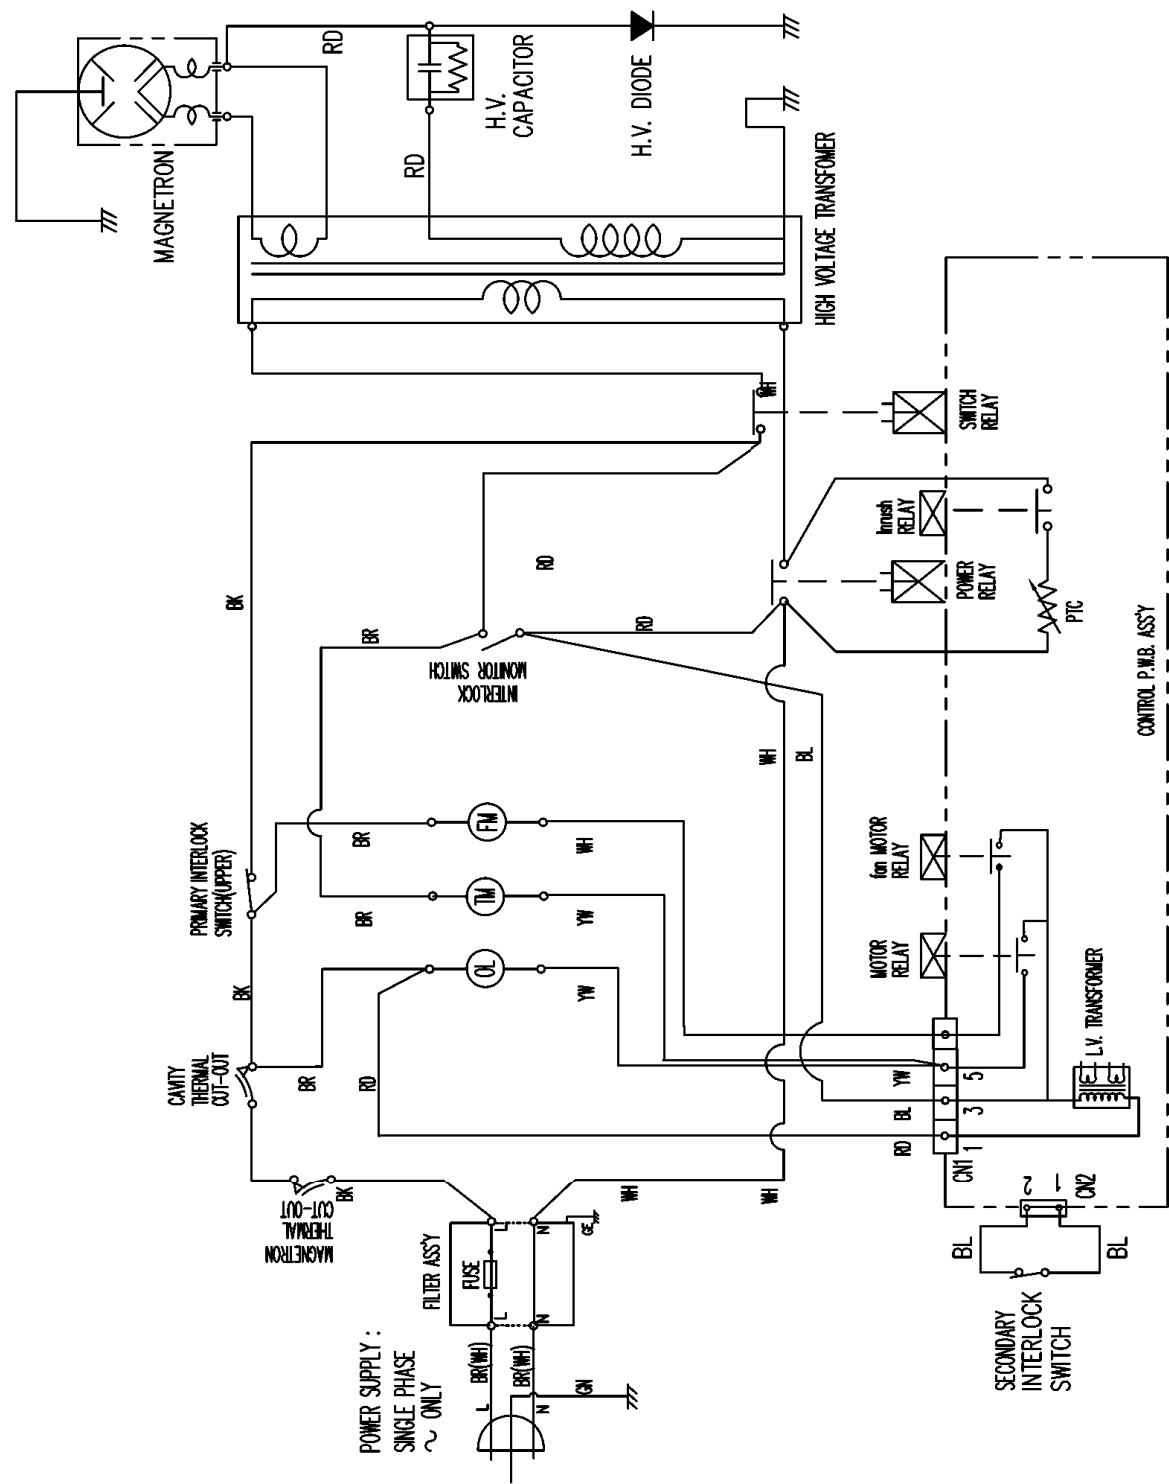 MAGNETRON
RD
H.V.
CAPACITOR
H.V. DIODE
RD
HIGH VOLTAGE TRANSFOMER
WH
SWITCH
RELAY
Inrush
RELAY
POWER
RELAY
PTC
CONTROL P.W.B. ASS'Y
BK
RD
BR
RD
INTERLOCK
MONITOR SWITCH
WH
BL
PRIMARY INTERLOCK
SWITCH(UPPER)
BR
FM
WH
fan MOTOR
RELAY
BR
TM
YW
MOTOR
RELAY
BK
OL
YW
L.V. TRANSFORMER
CAVITY
THERMAL
CUT-OUT
BR
RD
YW
5
BL
3
RD
1
CN1
MAGNETRON
THERMAL
CUT-OUT
BK
WH
WH
2
1
CN2
FILTER ASS'Y
FUSE
L
L
N
N
GE
BL
BL
SECONDARY
INTERLOCK
SWITCH
POWER SUPPLY :
SINGLE PHASE
~ ONLY
BR(WH)
BR(WH)
L
N
GN